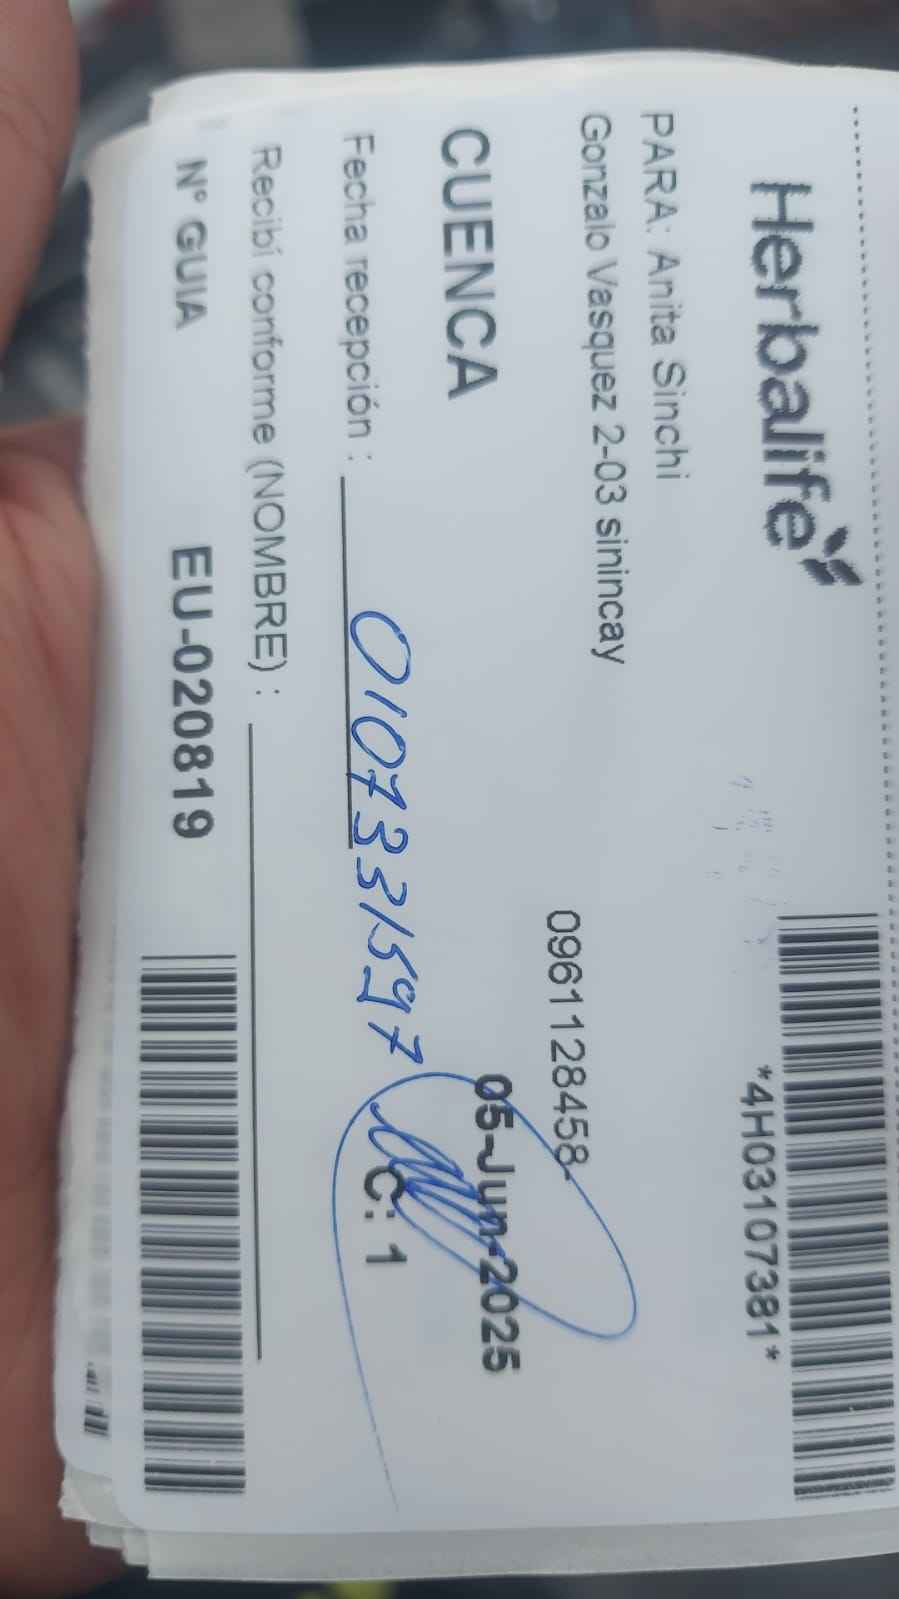 Herbalife
*4H03107381*
PARA: Anita Sinchi
Gonzalo Vasquez 2-03 sinincay
0961128458-
CUENCA
05-Jun-2025
Fecha recepción :
0107331597
C: 1
Recibí conforme (NOMBRE) :
Nº GUIA
EU-020819